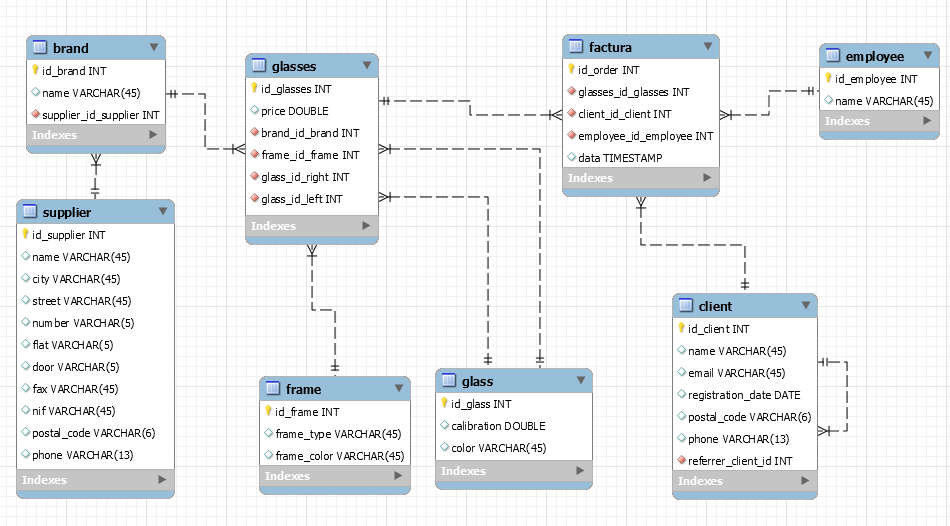 brand
id_brand INT
name VARCHAR(45)
supplier_id_supplier INT
Indexes
supplier
id_supplier INT
name VARCHAR(45)
city VARCHAR(45)
street VARCHAR(45)
number VARCHAR(5)
flat VARCHAR(5)
door VARCHAR(5)
fax VARCHAR(45)
nif VARCHAR(45)
postal_code VARCHAR(6)
phone VARCHAR(13)
Indexes
glasses
id_glasses INT
price DOUBLE
brand_id_brand INT
frame_id_frame INT
glass_id_right INT
glass_id_left INT
Indexes
frame
id_frame INT
frame_type VARCHAR(45)
frame_color VARCHAR(45)
Indexes
glass
id_glass INT
calibration DOUBLE
color VARCHAR(45)
Indexes
factura
id_order INT
glasses_id_glasses INT
client_id_client INT
employee_id_employee INT
data TIMESTAMP
Indexes
employee
id_employee INT
name VARCHAR(45)
Indexes
client
id_client INT
name VARCHAR(45)
email VARCHAR(45)
registration_date DATE
postal_code VARCHAR(6)
phone VARCHAR(13)
referrer_client_id INT
Indexes